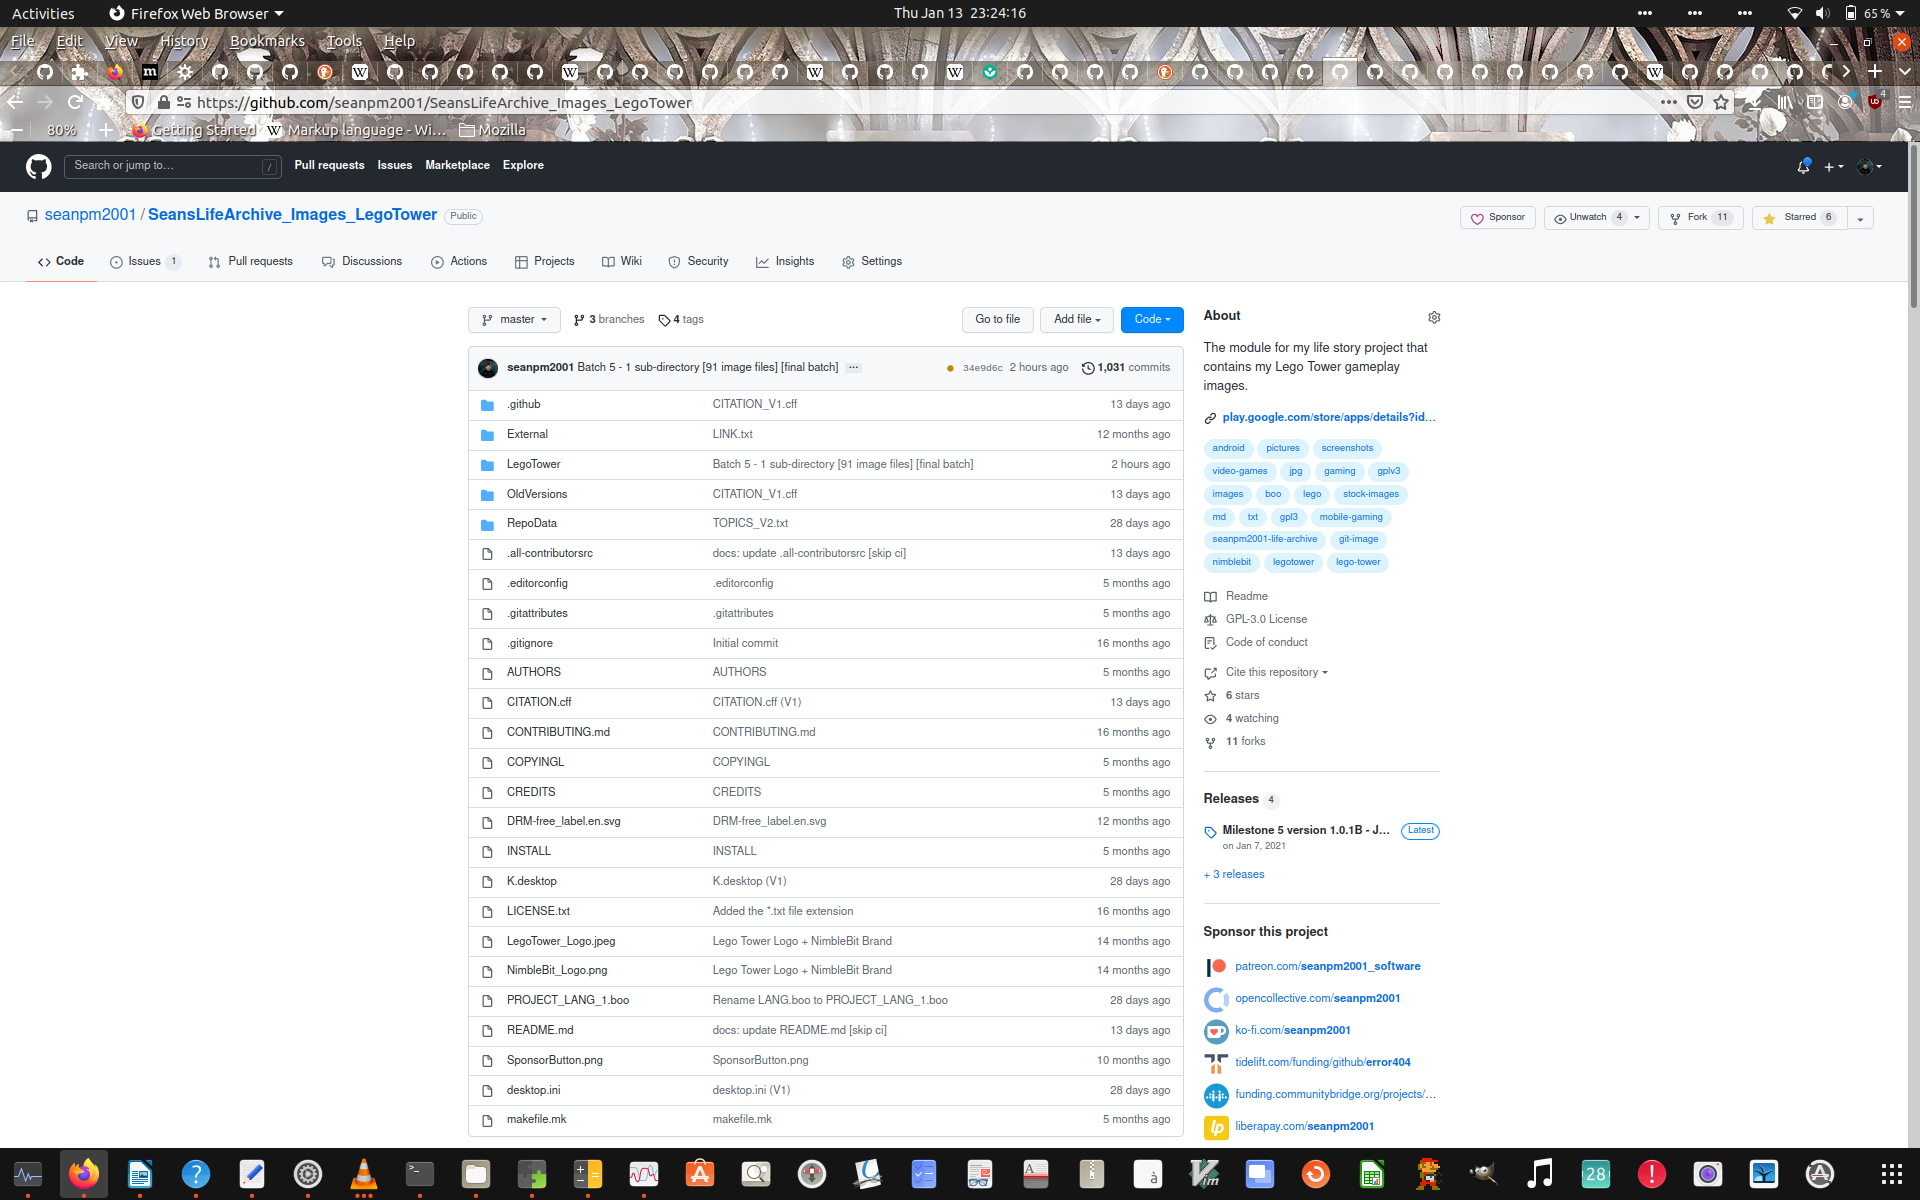 Activities Firefox Web Browser Thu Jan 13 23:24:16 65 %
File Edit View History Bookmarks Tools Help
https://github.com/seanpm2001/SeansLifeArchive_Images_LegoTower 4
80% Getting Started Markup language - Wi... Mozilla
Search or jump to... / Pull requests Issues Marketplace Explore
seanpm2001 / SeansLifeArchive_Images_LegoTower Public Sponsor Unwatch 4 Fork 11 Starred 6
Code Issues 1 Pull requests Discussions Actions Projects Wiki Security Insights Settings
master 3 branches 4 tags Go to file Add file Code
seanpm2001 Batch 5 - 1 sub-directory [91 image files] [final batch] ... 34e9d6c 2 hours ago 1,031 commits
.github CITATION_V1.cff 13 days ago
External LINK.txt 12 months ago
LegoTower Batch 5 - 1 sub-directory [91 image files] [final batch] 2 hours ago
OldVersions CITATION_V1.cff 13 days ago
RepoData TOPICS_V2.txt 28 days ago
.all-contributorsrc docs: update .all-contributorsrc [skip ci] 13 days ago
.editorconfig .editorconfig 5 months ago
.gitattributes .gitattributes 5 months ago
.gitignore Initial commit 16 months ago
AUTHORS AUTHORS 5 months ago
CITATION.cff CITATION.cff (V1) 13 days ago
CONTRIBUTING.md CONTRIBUTING.md 16 months ago
COPYINGL COPYINGL 5 months ago
CREDITS CREDITS 5 months ago
DRM-free_label.en.svg DRM-free_label.en.svg 12 months ago
INSTALL INSTALL 5 months ago
K.desktop K.desktop (V1) 28 days ago
LICENSE.txt Added the *.txt file extension 16 months ago
LegoTower_Logo.jpeg Lego Tower Logo + NimbleBit Brand 14 months ago
NimbleBit_Logo.png Lego Tower Logo + NimbleBit Brand 14 months ago
PROJECT_LANG_1.boo Rename LANG.boo to PROJECT_LANG_1.boo 28 days ago
README.md docs: update README.md [skip ci] 13 days ago
SponsorButton.png SponsorButton.png 10 months ago
desktop.ini desktop.ini (V1) 28 days ago
makefile.mk makefile.mk 5 months ago
About
The module for my life story project that
contains my Lego Tower gameplay
images.
play.google.com/store/apps/details?id...
android pictures screenshots
video-games jpg gaming gplv3
images boo lego stock-images
md txt gpl3 mobile-gaming
seanpm2001-life-archive git-image
nimblebit legotower lego-tower
Readme
GPL-3.0 License
Code of conduct
Cite this repository
6 stars
4 watching
11 forks
Releases 4
Milestone 5 version 1.0.1B - J... Latest
on Jan 7, 2021
+ 3 releases
Sponsor this project
patreon.com/seanpm2001_software
opencollective.com/seanpm2001
ko-fi.com/seanpm2001
tidelift.com/funding/github/error404
funding.communitybridge.org/projects/...
liberapay.com/seanpm2001
28